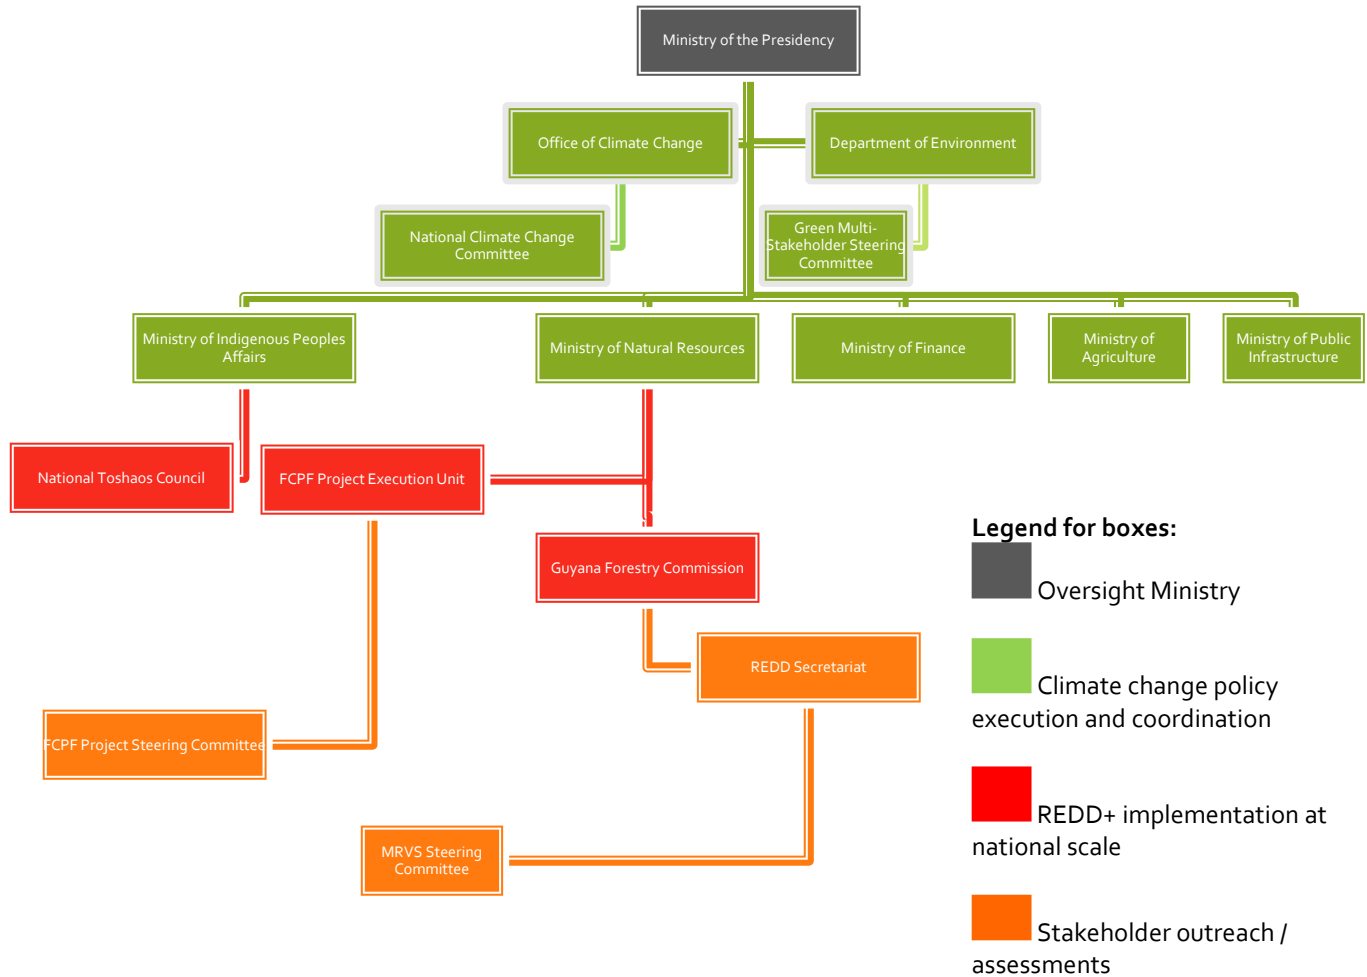 Ministry of the Presidency
Office of Climate Change
Department of Environment
National Climate Change
Committee
Green Multi-
Stakeholder Steering
Committee
Ministry of Indigenous Peoples
Affairs
Ministry of Natural Resources
Ministry of Finance
Ministry of
Agriculture
Ministry of Public
Infrastructure
National Toshaos Council
FCPF Project Execution Unit
Guyana Forestry Commission
REDD Secretariat
FCPF Project Steering Committee
MRVS Steering
Committee
Legend for boxes:
Oversight Ministry
Climate change policy
execution and coordination
REDD+ implementation at
national scale
Stakeholder outreach /
assessments